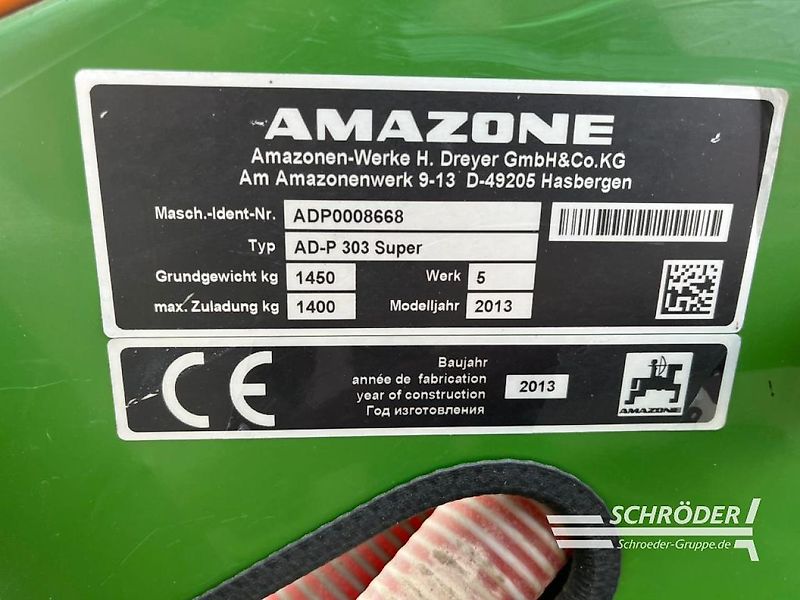 AMAZONE
Amazonen-Werke H. Dreyer GmbH&Co.KG
Am Amazonenwerk 9-13 D-49205 Hasbergen
Masch.-Ident-Nr. ADP0008668
Typ AD-P 303 Super
Grundgewicht kg 1450 Werk 5
max. Zuladung kg 1400 Modelljahr 2013
CE
Baujahr
année de fabrication
year of construction
Год изготовления
2013
AMAZONE
SCHRÖDER
Schroeder-Gruppe.de